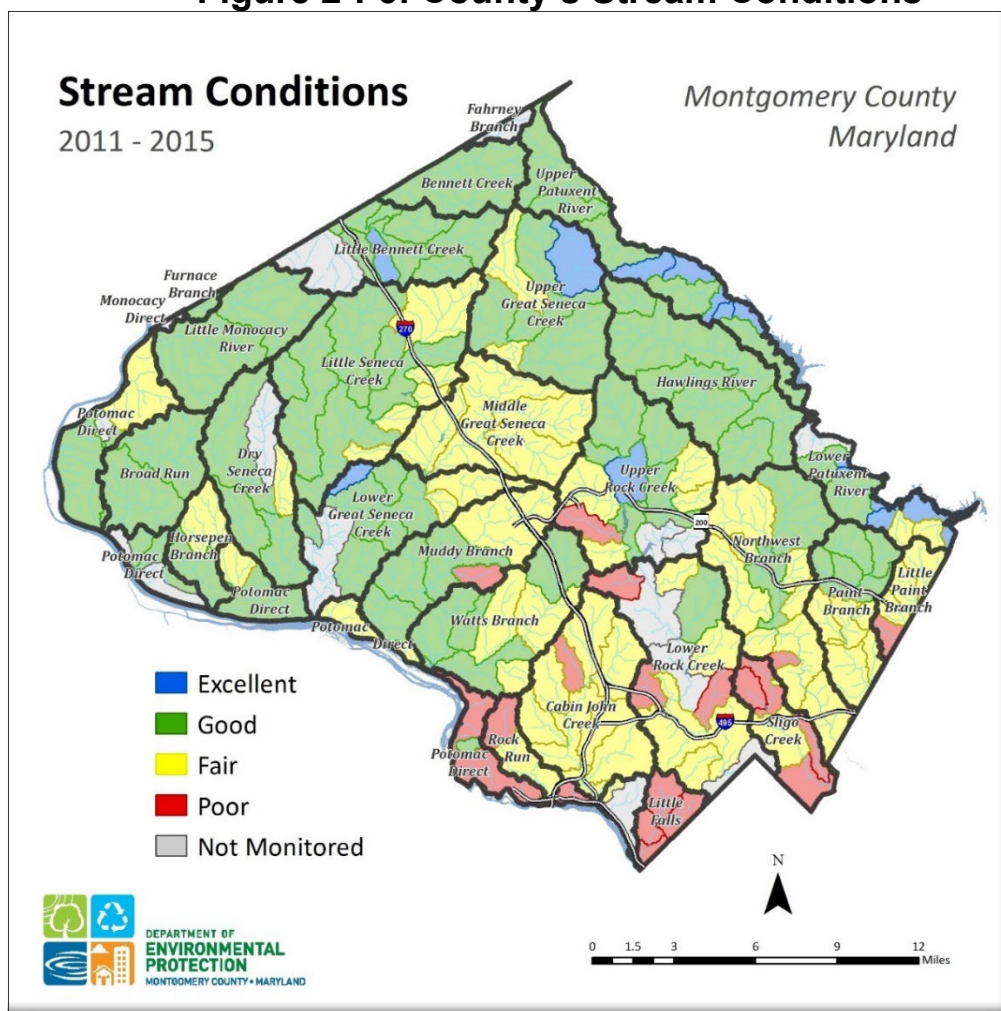 Stream Conditions
2011 - 2015
Montgomery County
Maryland
Fahrney
Branch
Bennett Creek
Upper
Patuxent
River
Little Bennett Creek
Furnace
Branch
Monocacy
Direct
Little Monocacy
River
270
Upper
Great Seneca
Creek
Little Seneca
Creek
Hawlings River
Middle
Great Seneca
Creek
Potomac
Direct
Broad Run
Dry
Seneca
Creek
Lower
Great Seneca
Creek
Upper
Rock Creek
Lower
Patuxent
River
200
Horsepen
Branch
Muddy Branch
Northwest
Branch
Potomac
Direct
Potomac
Direct
Little
Paint
Branch
Paint
Branch
Potomac
Direct
Watts Branch
Lower
Rock Creek
Cabin John
Creek
495
Sligo
Creek
Rock
Run
Potomac
Direct
Little
Falls
Excellent
Good
Fair
Poor
Not Monitored
N
DEPARTMENT OF
ENVIRONMENTAL
PROTECTION
MONTGOMERY COUNTY • MARYLAND
0 1.5 3 6 9 12
Miles